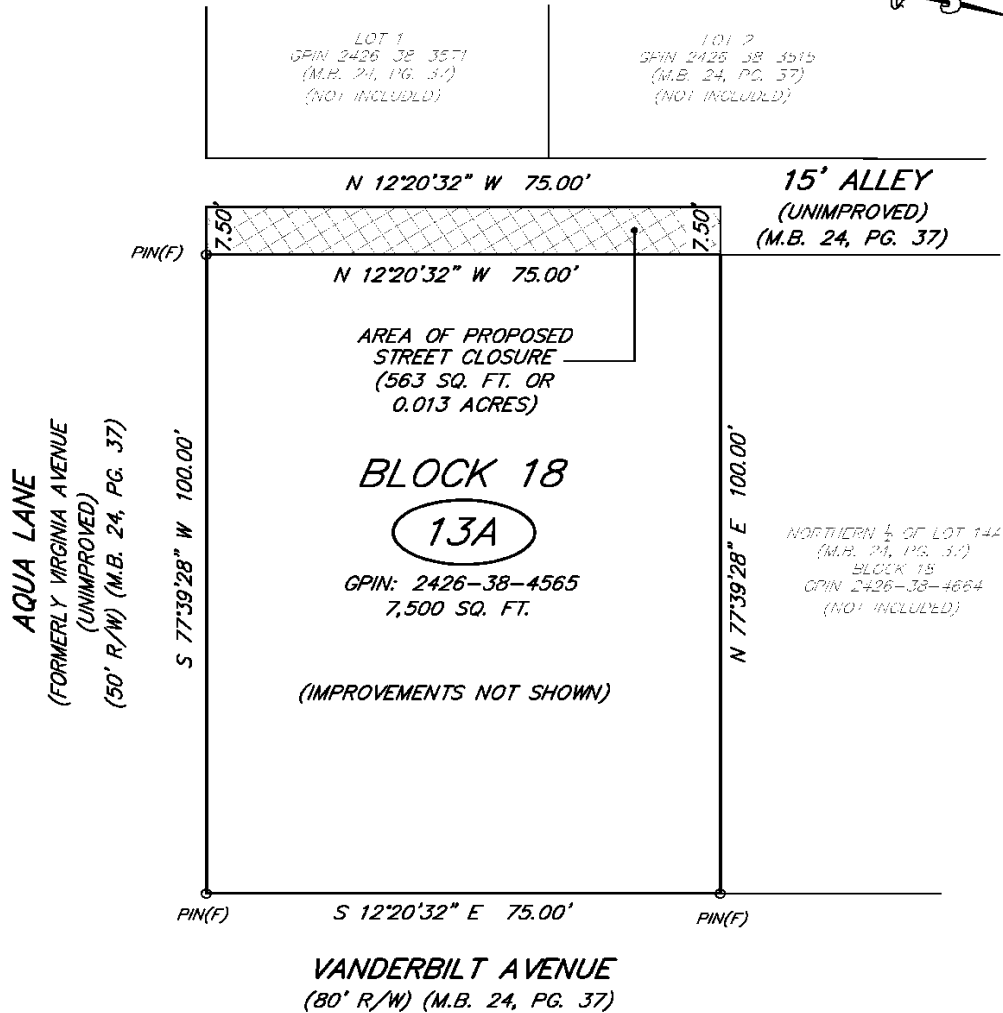 LOT 1
GPIN 2426-38-3571
(M.B. 24, PG. 37)
(NOT INCLUDED)
LOT 2
GPIN 2426-38-3515
(M.B. 24, PG. 37)
(NOT INCLUDED)
N 12°20'32" W 75.00'
15' ALLEY
(UNIMPROVED)
(M.B. 24, PG. 37)
7.50'
7.50'
PIN(F)
N 12°20'32" W 75.00'
AREA OF PROPOSED
STREET CLOSURE
(563 SQ. FT. OR
0.013 ACRES)
AQUA LANE
(FORMERLY VIRGINIA AVENUE
(UNIMPROVED)
(50' R/W) (M.B. 24, PG. 37)
S 77°39'28" W 100.00'
BLOCK 18
13A
GPIN: 2426-38-4565
7,500 SQ. FT.
(IMPROVEMENTS NOT SHOWN)
N 77°39'28" E 100.00'
NORTHERN ½ OF LOT 14A
(M.B. 24, PG. 37)
BLOCK 18
GPIN 2426-38-4664
(NOT INCLUDED)
PIN(F)
S 12°20'32" E 75.00'
PIN(F)
VANDERBILT AVENUE
(80' R/W) (M.B. 24, PG. 37)